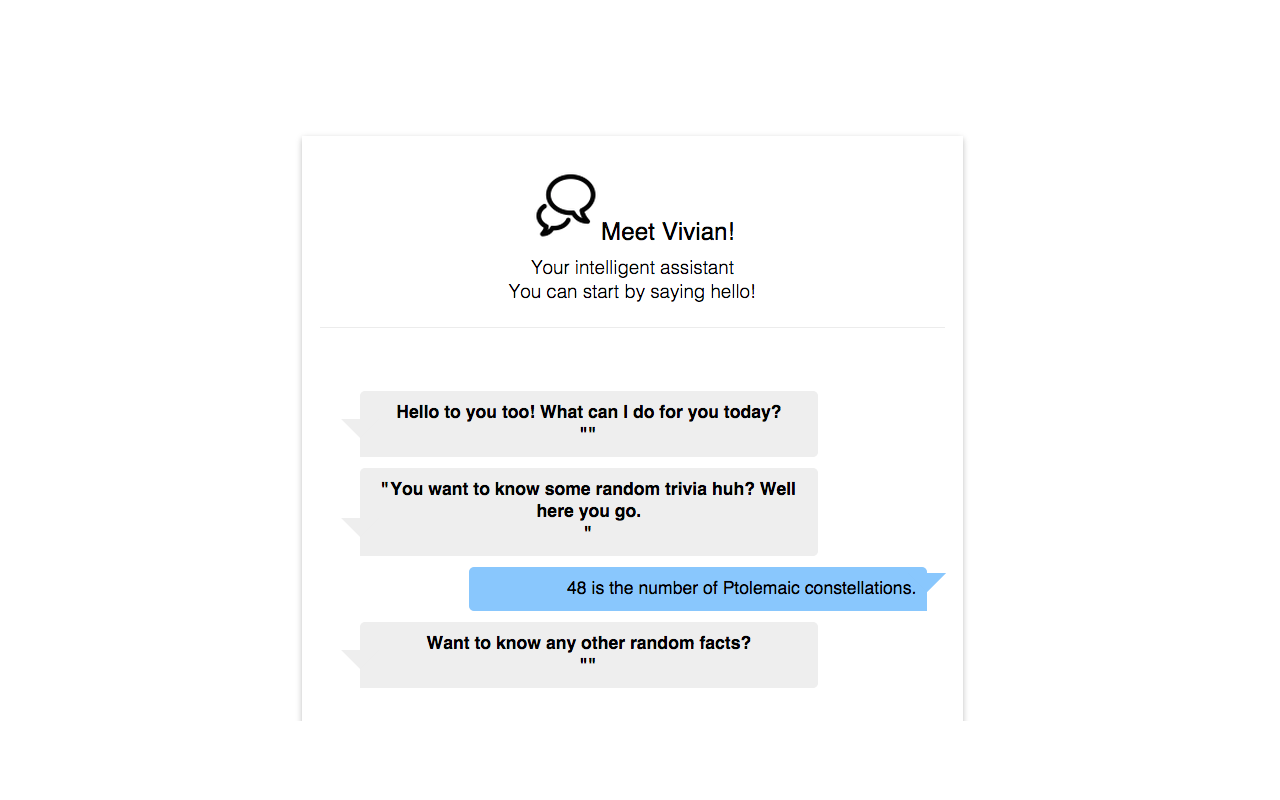 Meet Vivian!
Your intelligent assistant
You can start by saying hello!
Hello to you too! What can I do for you today?
""
"You want to know some random trivia huh? Well
here you go.
"
48 is the number of Ptolemaic constellations.
Want to know any other random facts?
""